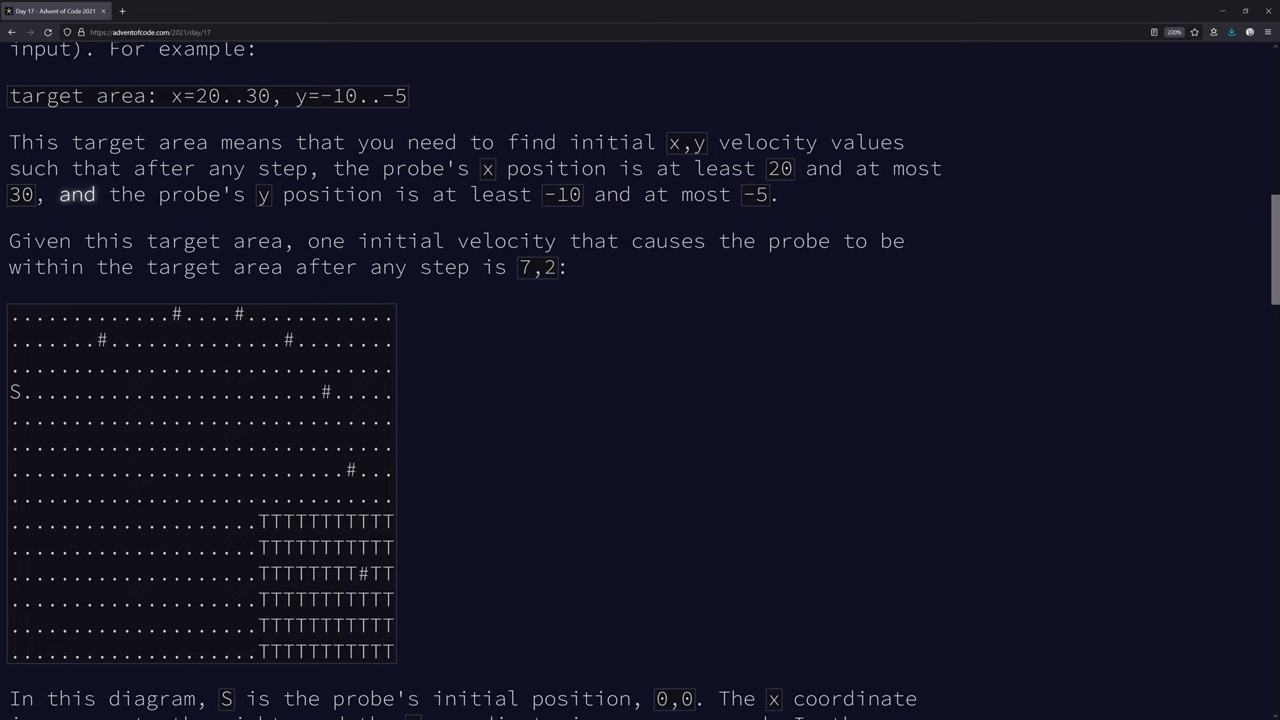 Day 17 - Advent of Code 2021
https://adventofcode.com/2021/day/17
220%
input). For example:
target area: x=20..30, y=-10..-5
This target area means that you need to find initial x,y velocity values
such that after any step, the probe's x position is at least 20 and at most
30, and the probe's y position is at least -10 and at most -5.
Given this target area, one initial velocity that causes the probe to be
within the target area after any step is 7,2:
.............#....#............
.......#..............#........
...............................
S........................#.....
...............................
...............................
...........................#...
...............................
....................TTTTTTTTTTT
....................TTTTTTTTTTT
....................TTTTTTTT#TT
....................TTTTTTTTTTT
....................TTTTTTTTTTT
....................TTTTTTTTTTT
In this diagram, S is the probe's initial position, 0,0. The x coordinate